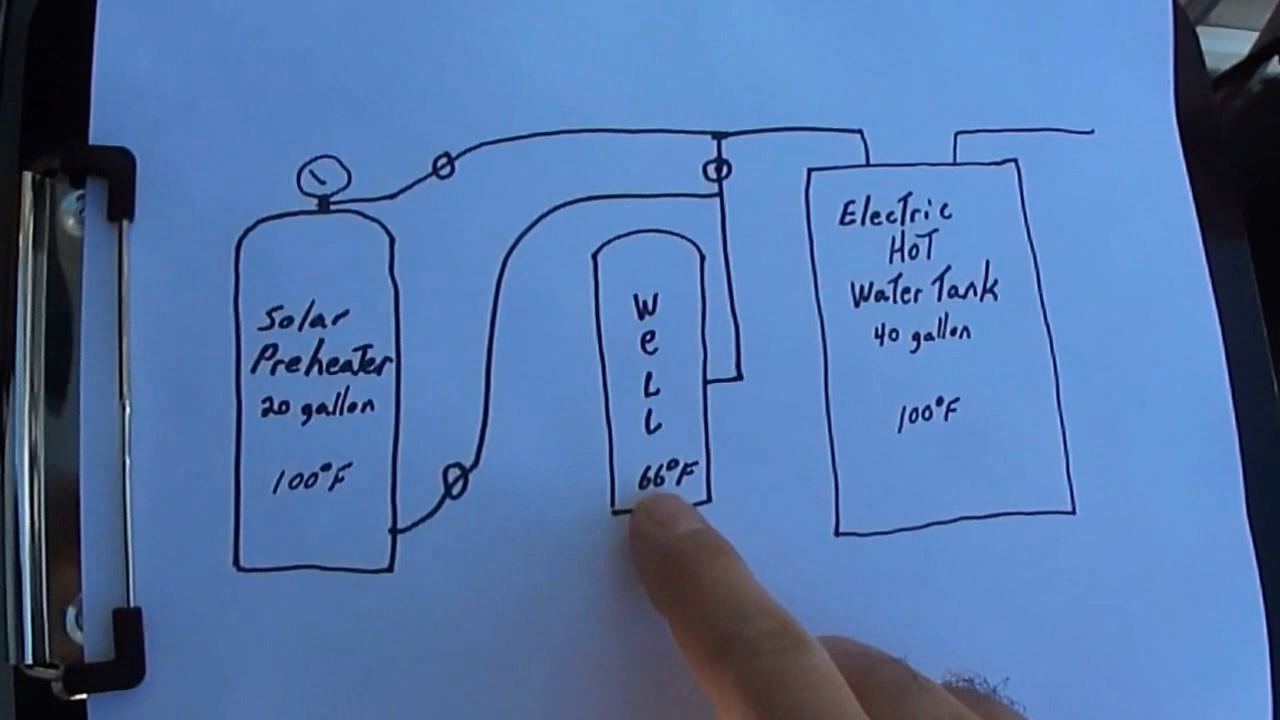 Solar
Preheater
20 gallon
100°F
WeLL
66°F
Electric
HoT
Water Tank
40 gallon
100°F